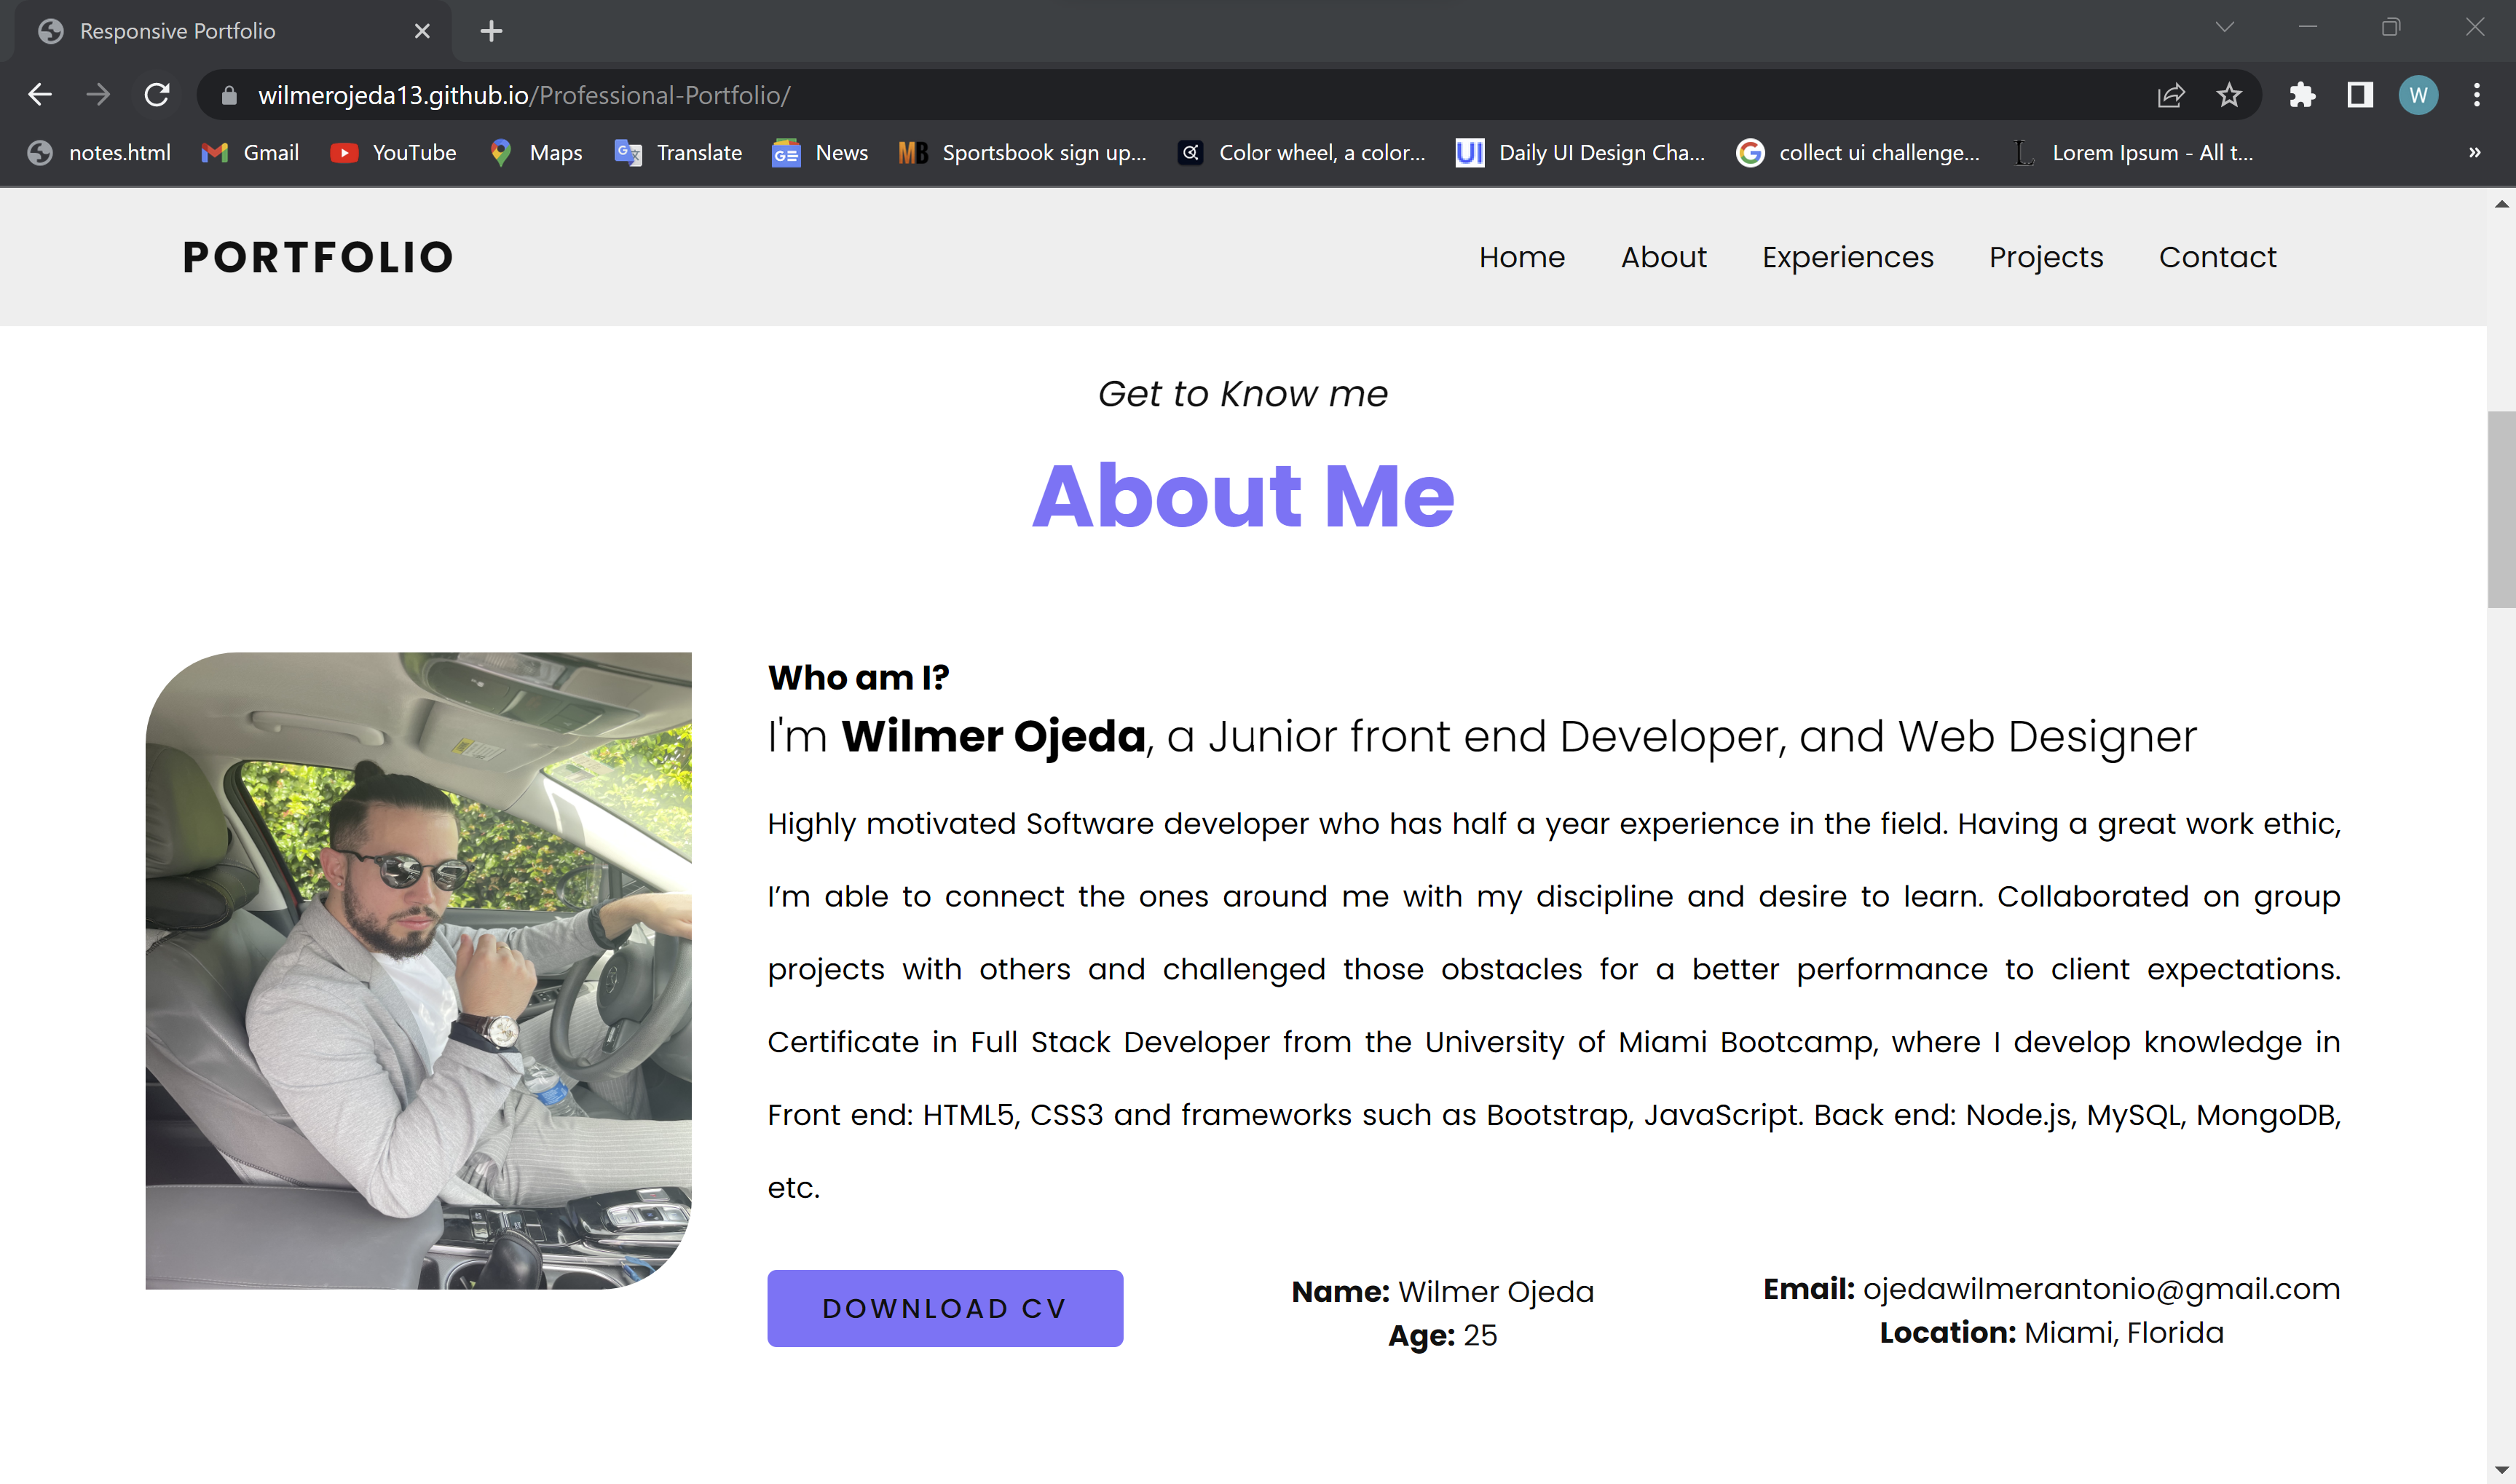 Responsive Portfolio
wilmerojeda13.github.io/Professional-Portfolio/
W
notes.html Gmail YouTube Maps Translate News MB Sportsbook sign up... Color wheel, a color... UI Daily UI Design Cha... G collect ui challenge... L Lorem Ipsum - All t... »
PORTFOLIO Home About Experiences Projects Contact
Get to Know me
About Me
Who am I?
I'm Wilmer Ojeda, a Junior front end Developer, and Web Designer
Highly motivated Software developer who has half a year experience in the field. Having a great work ethic,
I’m able to connect the ones around me with my discipline and desire to learn. Collaborated on group
projects with others and challenged those obstacles for a better performance to client expectations.
Certificate in Full Stack Developer from the University of Miami Bootcamp, where I develop knowledge in
Front end: HTML5, CSS3 and frameworks such as Bootstrap, JavaScript. Back end: Node.js, MySQL, MongoDB,
etc.
DOWNLOAD CV
Name: Wilmer Ojeda
Age: 25
Email: ojedawilmerantonio@gmail.com
Location: Miami, Florida